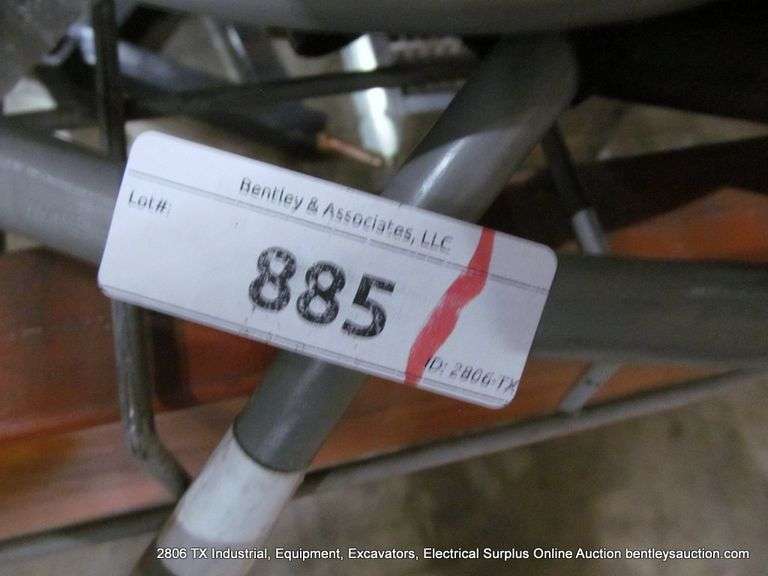 Bentley & Associates, LLC
Lot#:
885
ID: 2806-TX
2806 TX Industrial, Equipment, Excavators, Electrical Surplus Online Auction bentleysauction.com